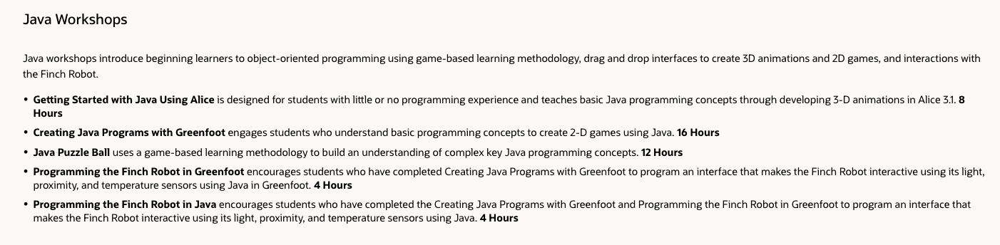 Java Workshops
Java workshops introduce beginning learners to object-oriented programming using game-based learning methodology, drag and drop interfaces to create 3D animations and 2D games, and interactions with
the Finch Robot.
• Getting Started with Java Using Alice is designed for students with little or no programming experience and teaches basic Java programming concepts through developing 3-D animations in Alice 3.1. 8
Hours
• Creating Java Programs with Greenfoot engages students who understand basic programming concepts to create 2-D games using Java. 16 Hours
• Java Puzzle Ball uses a game-based learning methodology to build an understanding of complex key Java programming concepts. 12 Hours
• Programming the Finch Robot in Greenfoot encourages students who have completed Creating Java Programs with Greenfoot to program an interface that makes the Finch Robot interactive using its light,
proximity, and temperature sensors using Java in Greenfoot. 4 Hours
• Programming the Finch Robot in Java encourages students who have completed the Creating Java Programs with Greenfoot and Programming the Finch Robot in Greenfoot to program an interface that
makes the Finch Robot interactive using its light, proximity, and temperature sensors using Java. 4 Hours